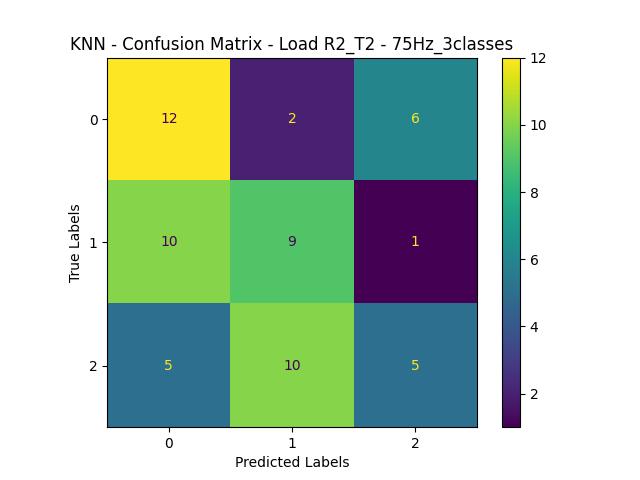 KNN - Confusion Matrix - Load R2_T2 - 75Hz_3classes
True Labels
0 12 2 6
1 10 9 1
2 5 10 5
0 1 2
Predicted Labels
12
10
8
6
4
2